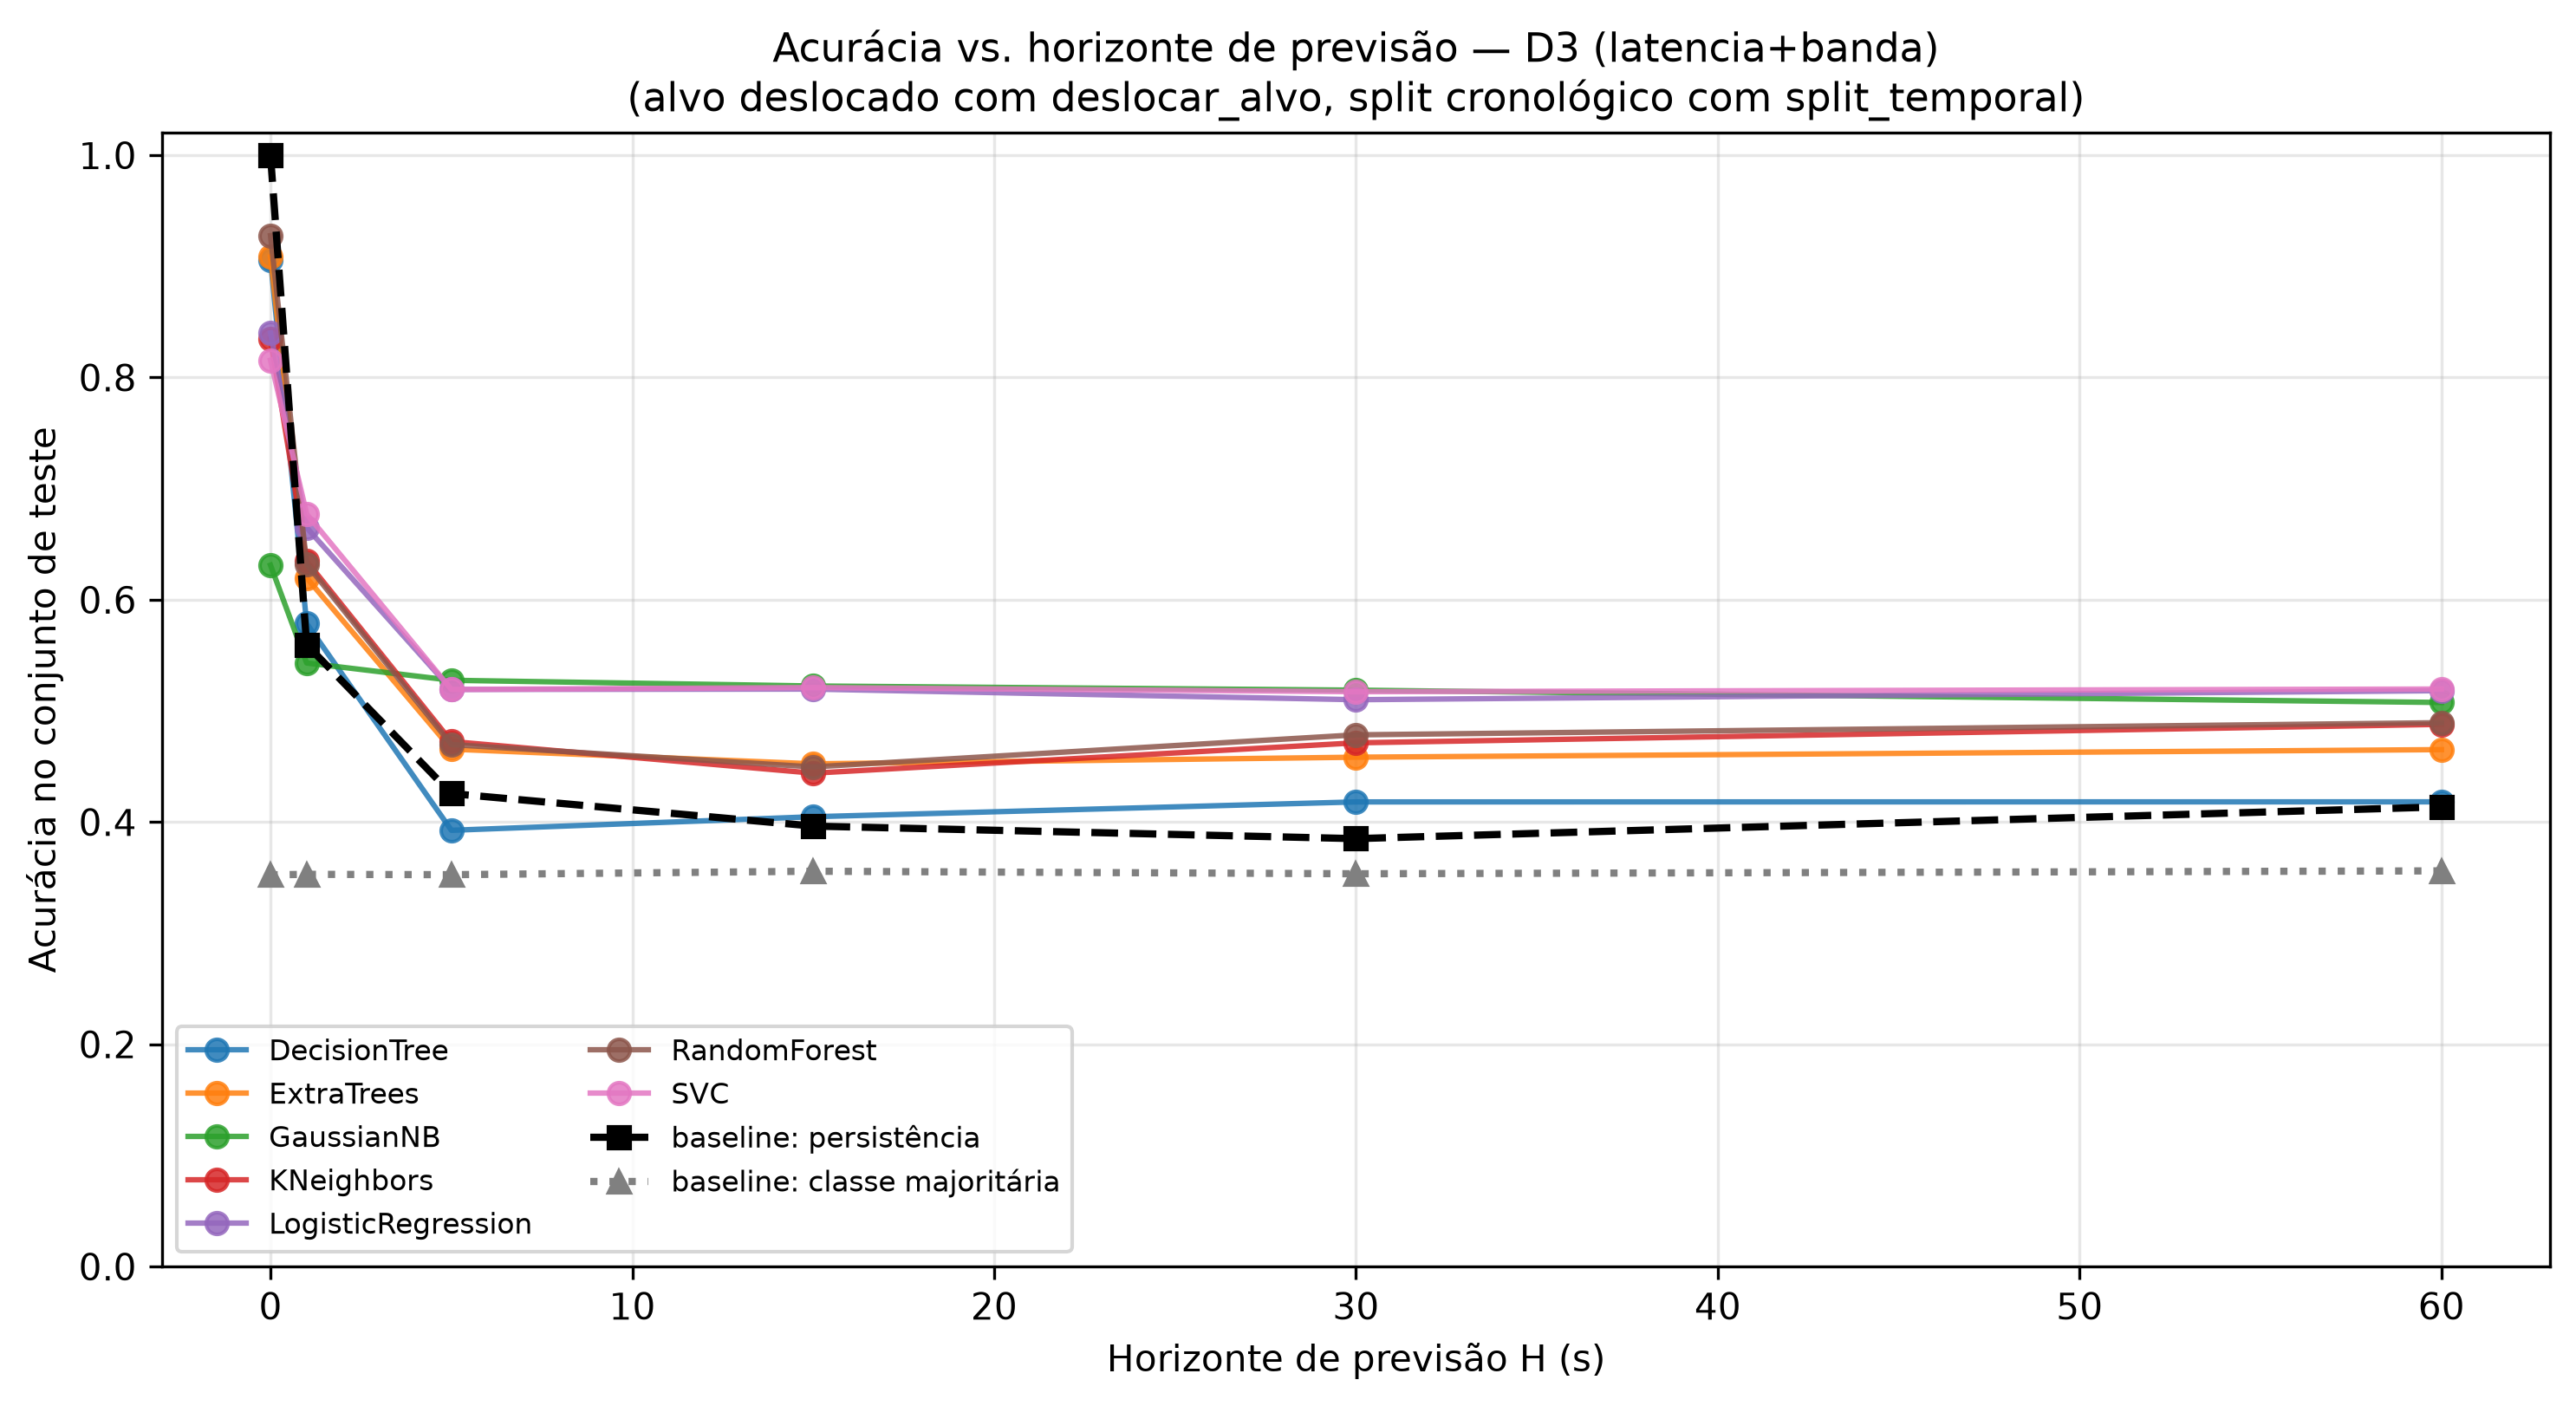 Acurácia vs. horizonte de previsão — D3 (latencia+banda)
(alvo deslocado com deslocar_alvo, split cronológico com split_temporal)
Acurácia no conjunto de teste
1.0
0.8
0.6
0.4
0.2
0.0
DecisionTree
ExtraTrees
GaussianNB
KNeighbors
LogisticRegression
RandomForest
SVC
baseline: persistência
baseline: classe majoritária
0 10 20 30 40 50 60
Horizonte de previsão H (s)